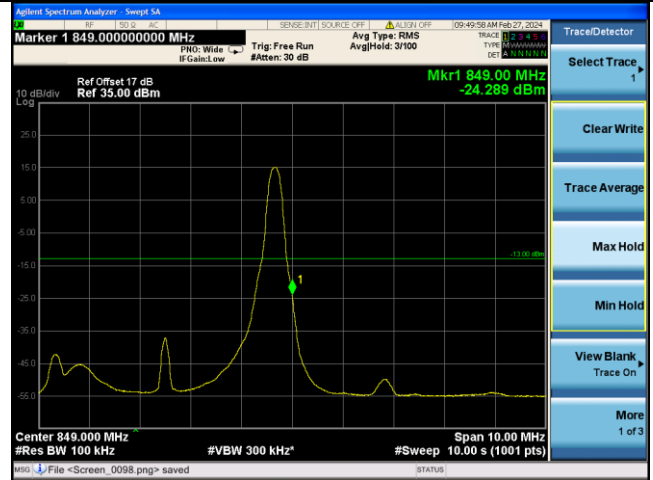 Agilent Spectrum Analyzer - Swept SA
RF 50 Ω AC SENSE:INT SOURCE OFF ALIGN OFF 09:49:58 AM Feb 27, 2024
Marker 1 849.000000000 MHz
PNO: Wide
IFGain:Low
Trig: Free Run
#Atten: 30 dB
Avg Type: RMS
Avg|Hold: 3/100
TRACE 1 2 3 4 5 6
TYPE M
DET A N N N N N
Trace/Detector
Select Trace
1
Clear Write
Trace Average
Max Hold
Min Hold
View Blank
Trace On
More
1 of 3
Ref Offset 17 dB
10 dB/div Ref 35.00 dBm
Log
Mkr1 849.00 MHz
-24.289 dBm
25.0
15.0
5.00
-5.00
-13.00 dBm
-15.0
1
-25.0
-35.0
-45.0
-55.0
Center 849.000 MHz Span 10.00 MHz
#Res BW 100 kHz #VBW 300 kHz* #Sweep 10.00 s (1001 pts)
MSG File <Screen_0098.png> saved STATUS